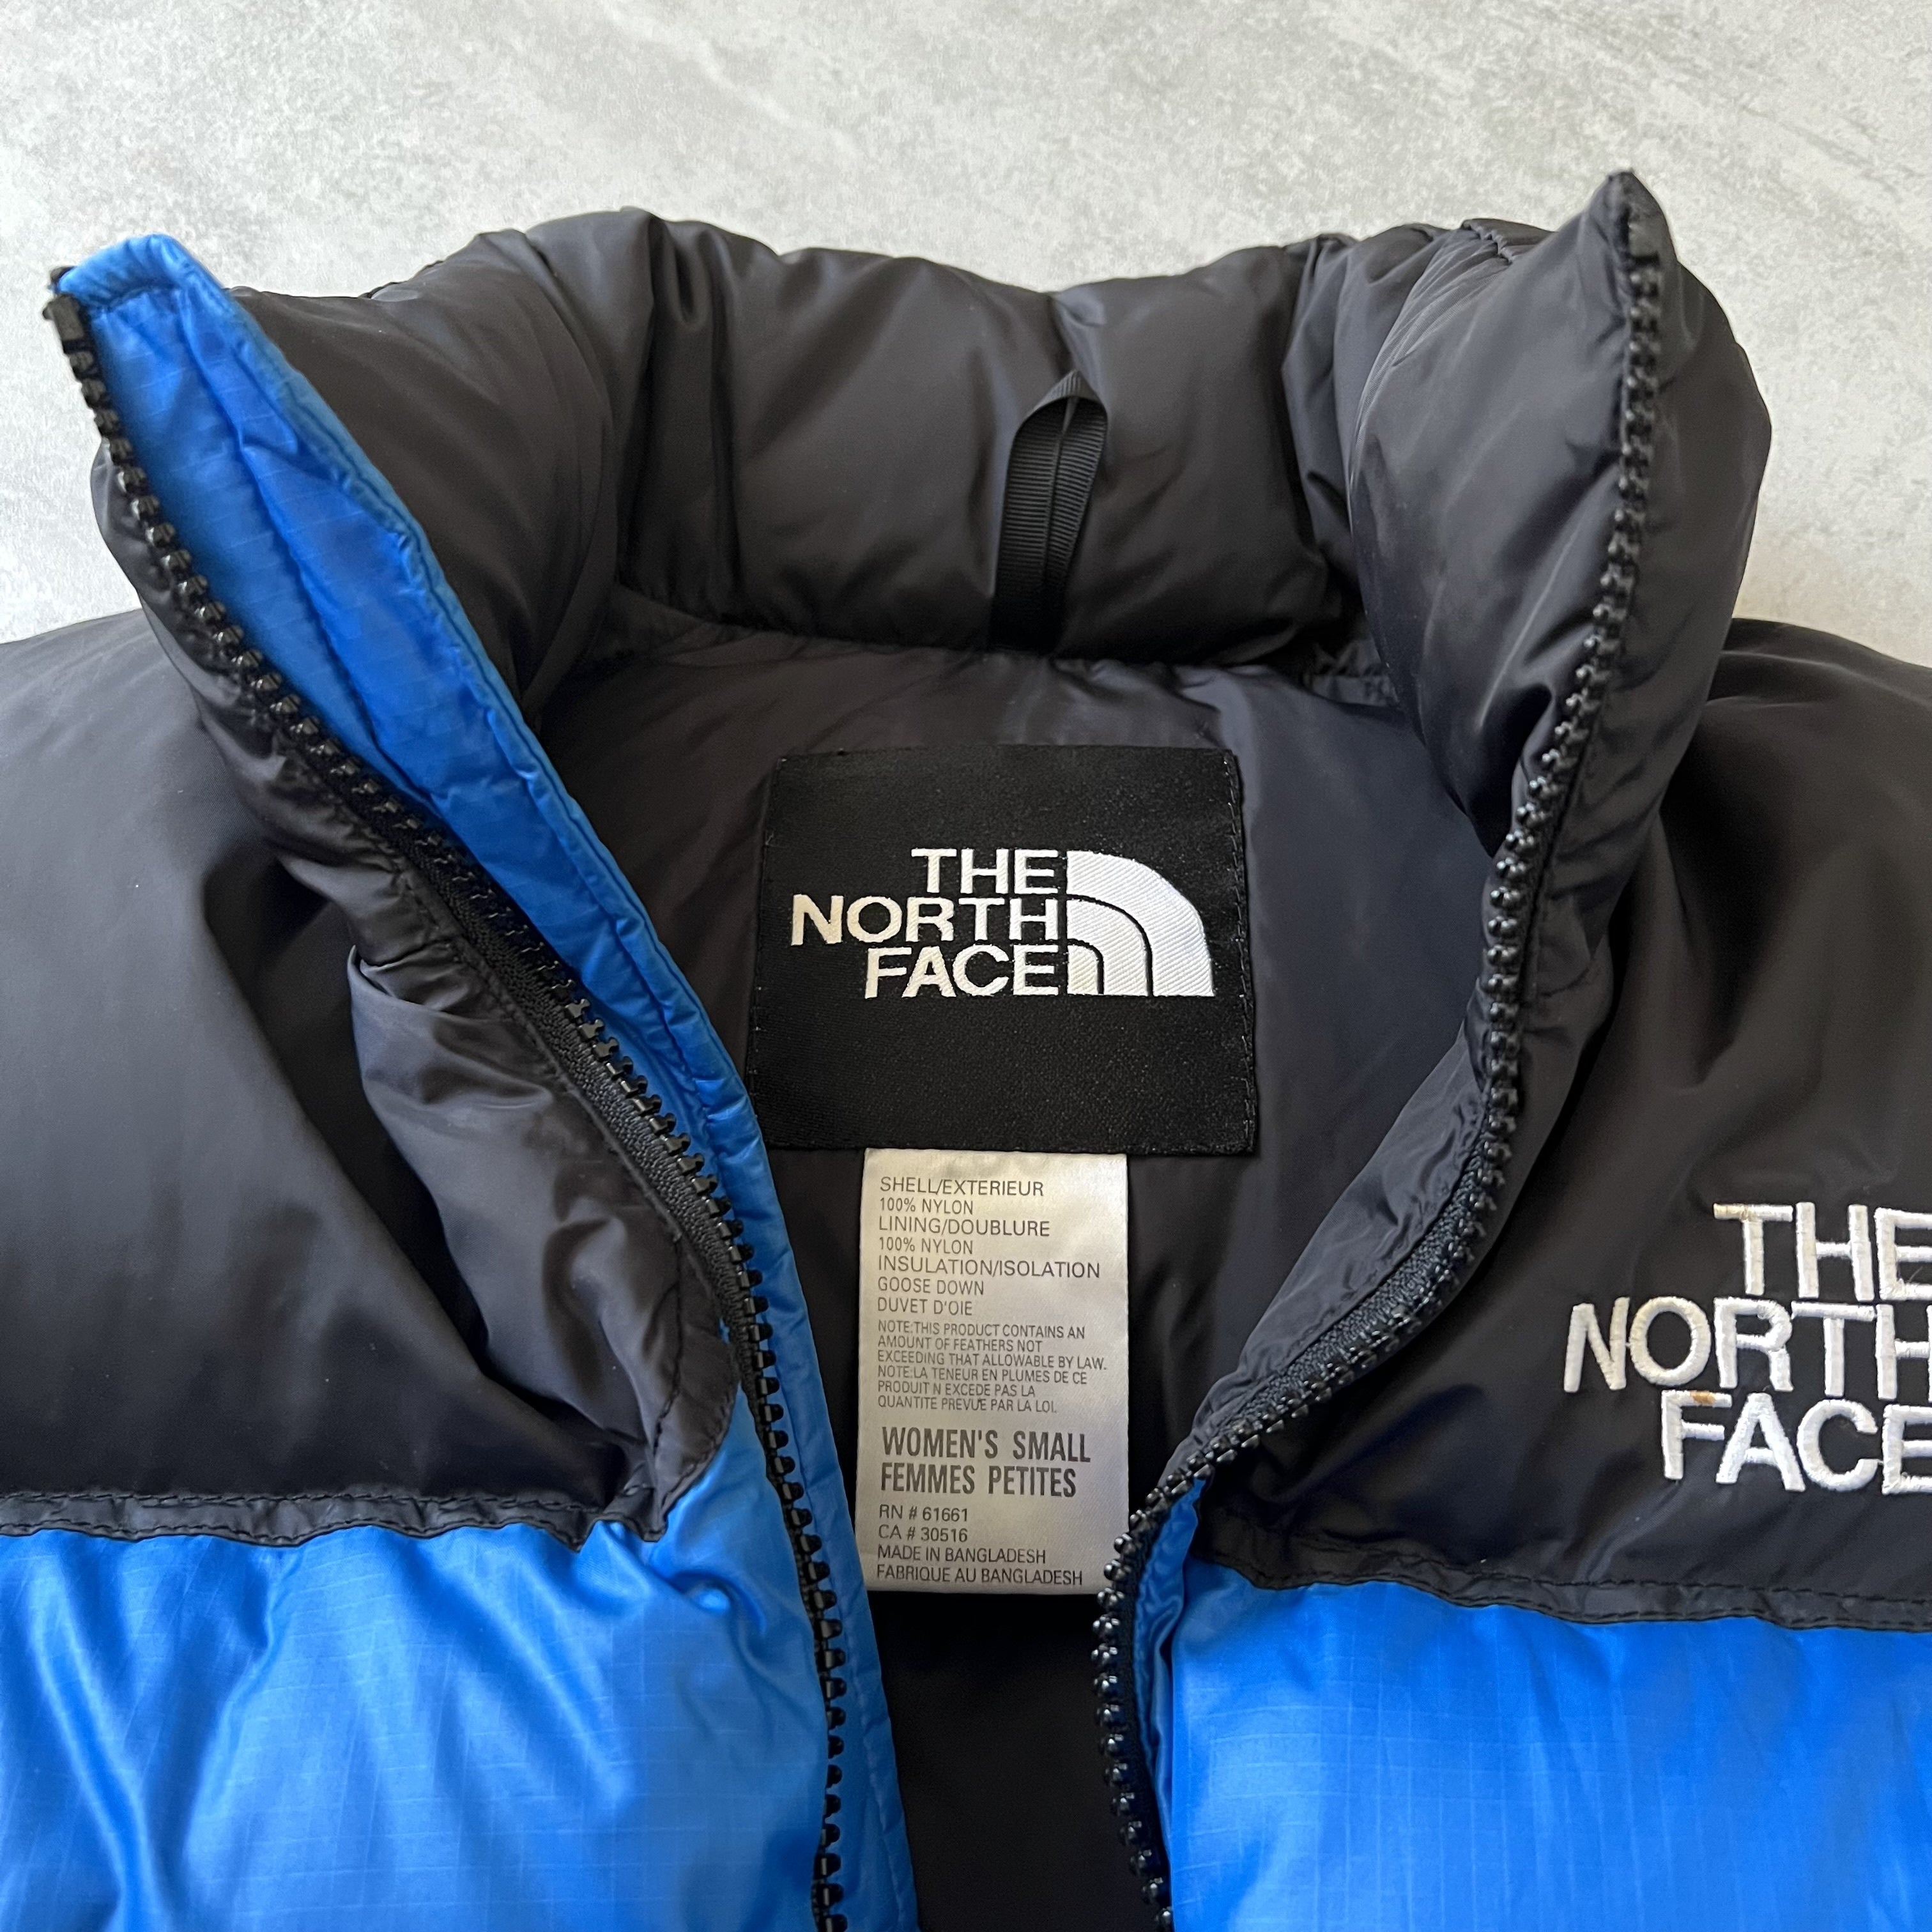 THE
NORTH
FACE
SHELL/EXTERIEUR
100% NYLON
LINING/DOUBLURE
100% NYLON
INSULATION/ISOLATION
GOOSE DOWN
DUVET D'OIE
NOTE:THIS PRODUCT CONTAINS AN
AMOUNT OF FEATHERS NOT
EXCEEDING THAT ALLOWABLE BY LAW.
NOTE:LA TENEUR EN PLUMES DE CE
PRODUIT N EXCEDE PAS LA
QUANTITE PREVUE PAR LA LOI.
WOMEN'S SMALL
FEMMES PETITES
RN # 61661
CA # 30516
MADE IN BANGLADESH
FABRIQUE AU BANGLADESH
THE
NORTH
FACE